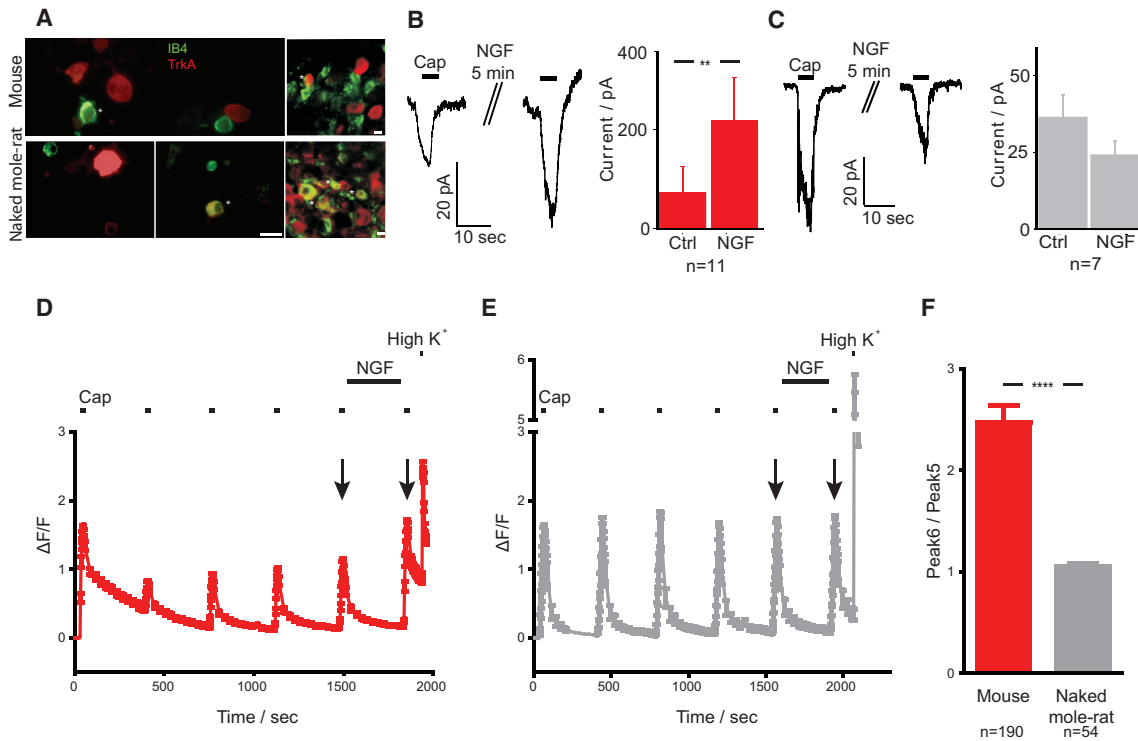 A
Mouse
Naked mole-rat
IB4
TrkA
*
*
*
*
*
*
*
B
Cap
NGF
5 min
20 pA
10 sec
Current / pA
400
200
0
**
Ctrl
NGF
n=11
C
Cap
NGF
5 min
20 pA
10 sec
Current / pA
50
25
0
Ctrl
NGF
n=7
D
High K+
NGF
Cap
ΔF/F
3
2
1
0
0
500
1000
1500
2000
Time / sec
E
High K+
NGF
Cap
ΔF/F
6
5
3
2
1
0
0
500
1000
1500
2000
Time / sec
F
Peak6 / Peak5
3
2
1
0
****
Mouse
Naked
mole-rat
n=190
n=54